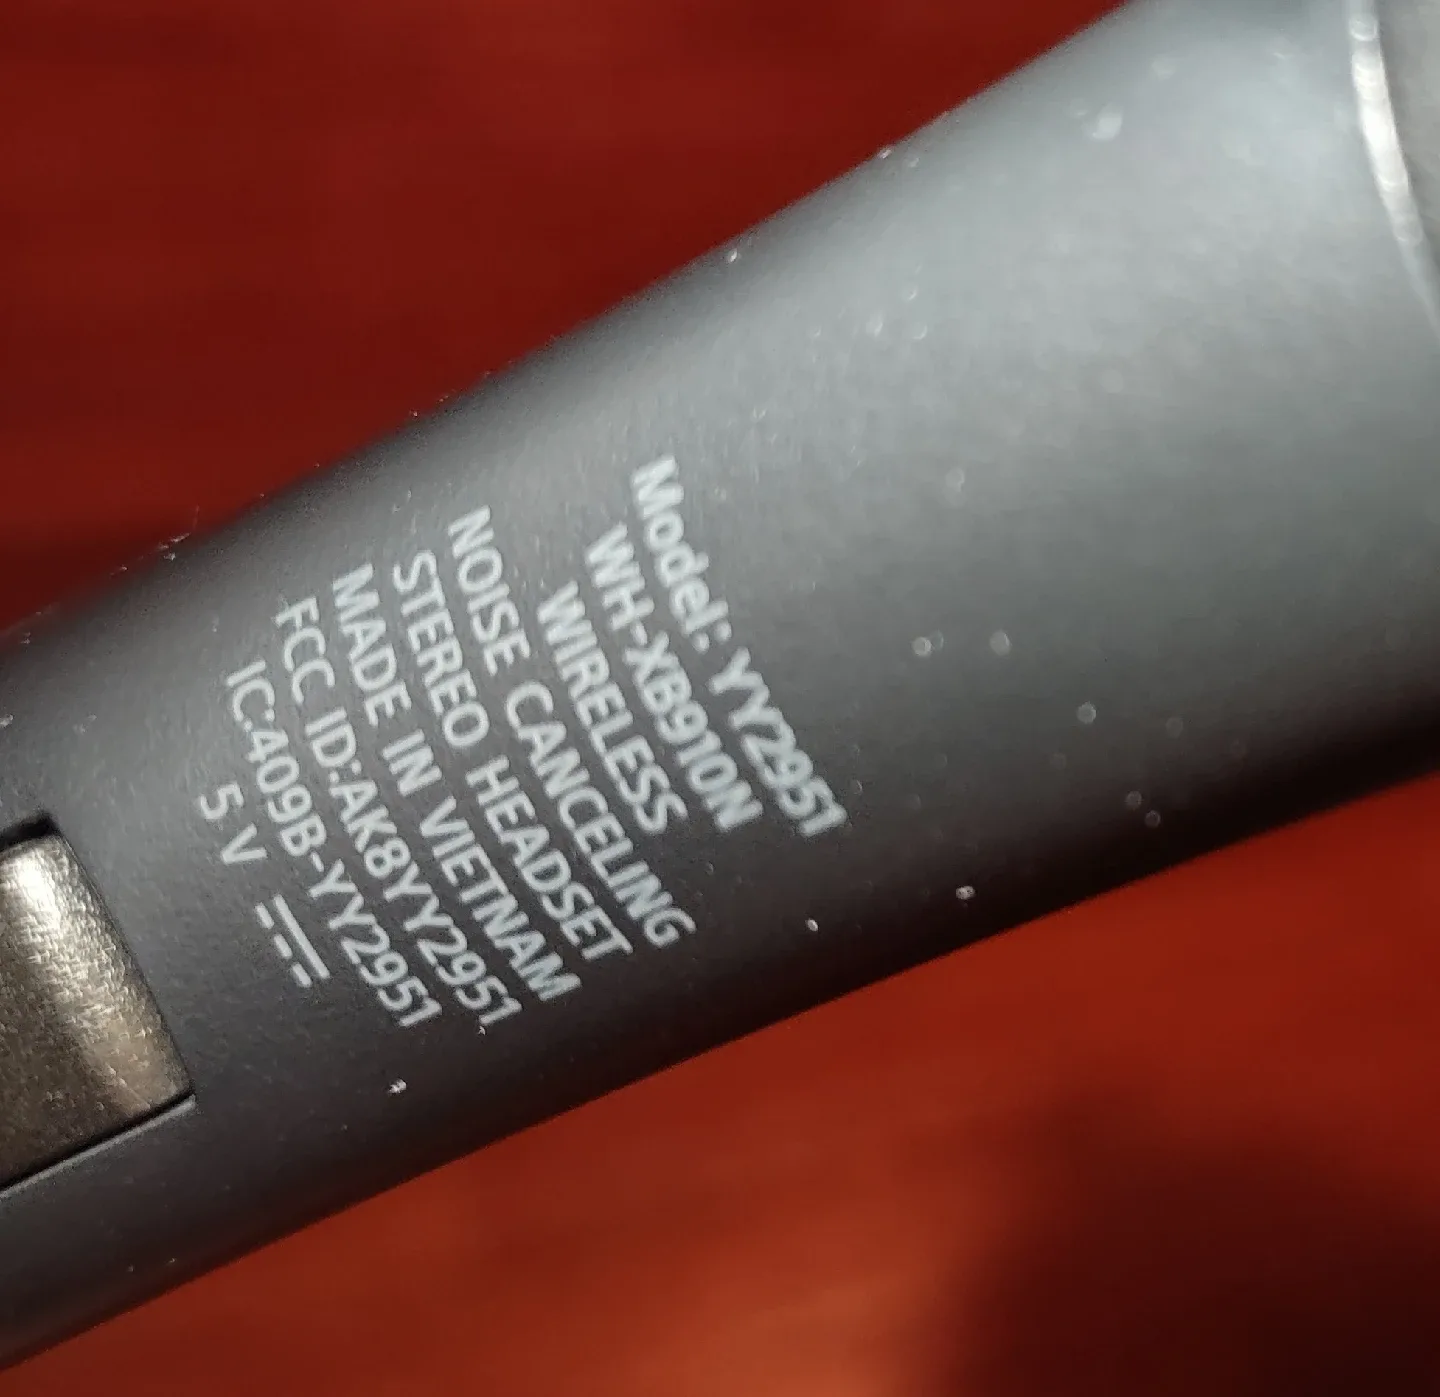 Model: YY2951
WH-XB910N
WIRELESS
NOISE CANCELING
STEREO HEADSET
MADE IN VIETNAM
FCC ID:AK8YY2951
IC:409B-YY2951
5 V ⎓